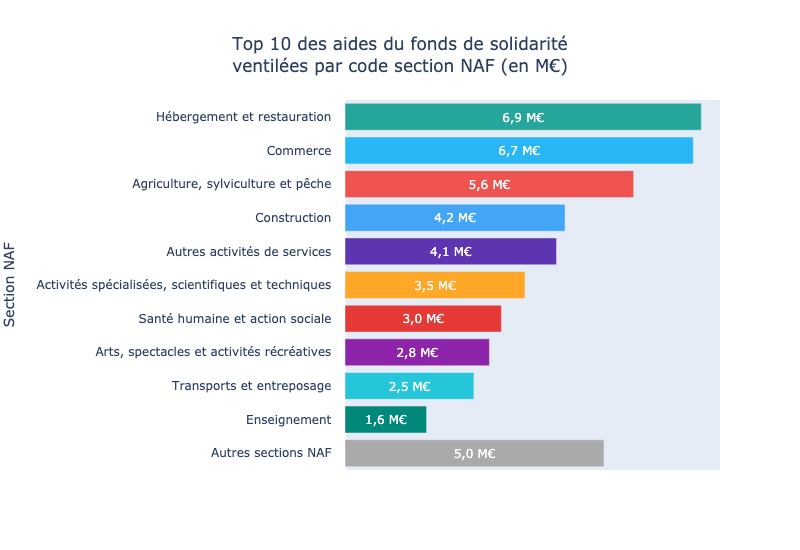 Top 10 des aides du fonds de solidarité
ventilées par code section NAF (en M€)
Section NAF
Hébergement et restauration 6,9 M€
Commerce 6,7 M€
Agriculture, sylviculture et pêche 5,6 M€
Construction 4,2 M€
Autres activités de services 4,1 M€
Activités spécialisées, scientifiques et techniques 3,5 M€
Santé humaine et action sociale 3,0 M€
Arts, spectacles et activités récréatives 2,8 M€
Transports et entreposage 2,5 M€
Enseignement 1,6 M€
Autres sections NAF 5,0 M€